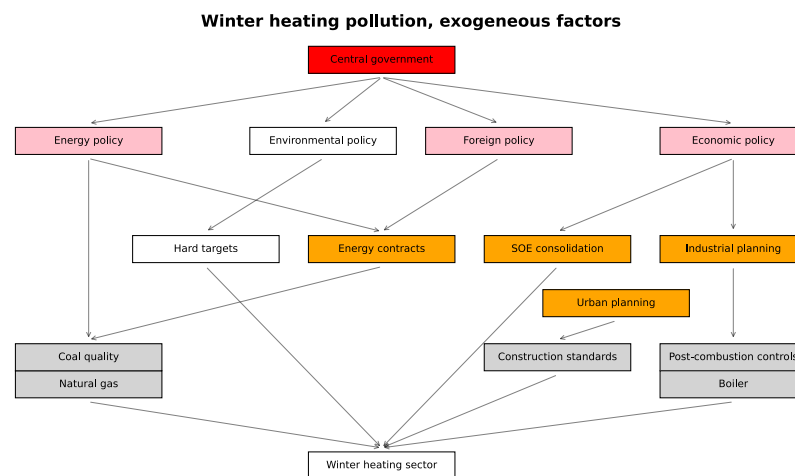 Winter heating pollution, exogeneous factors
Central government
Energy policy
Environmental policy
Foreign policy
Economic policy
Hard targets
Energy contracts
SOE consolidation
Industrial planning
Urban planning
Coal quality
Construction standards
Post-combustion controls
Natural gas
Boiler
Winter heating sector